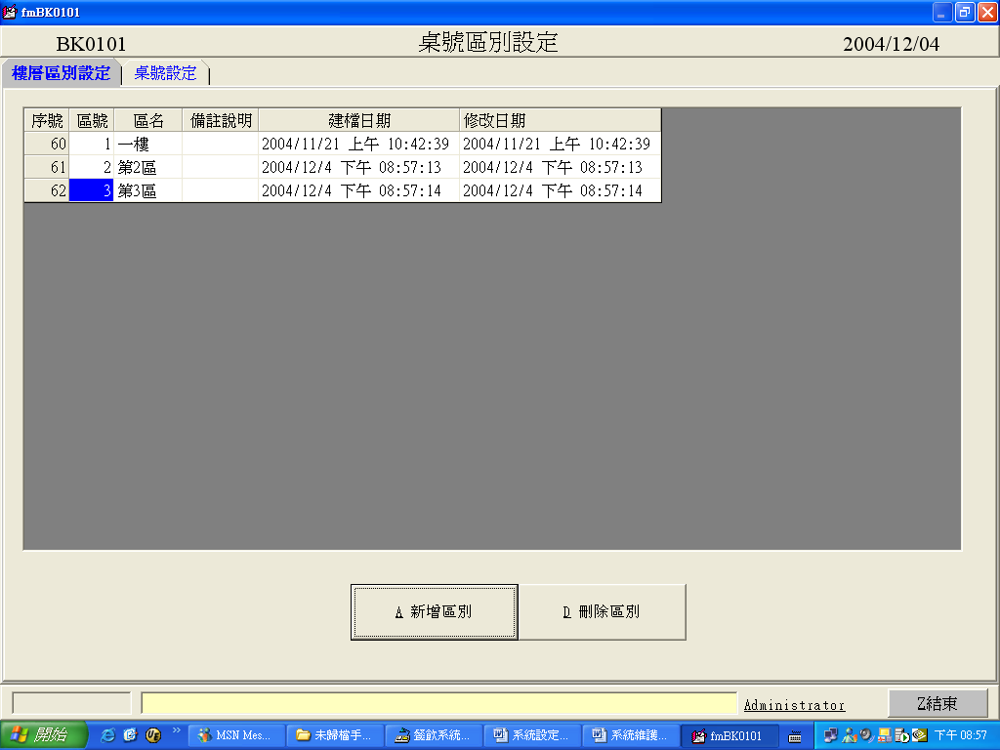 fmBK0101
BK0101 桌號區別設定 2004/12/04
樓層區別設定 桌號設定
序號 區號 區名 備註說明 建檔日期 修改日期
60 1 一樓 2004/11/21 上午 10:42:39 2004/11/21 上午 10:42:39
61 2 第2區 2004/12/4 下午 08:57:13 2004/12/4 下午 08:57:13
62 3 第3區 2004/12/4 下午 08:57:14 2004/12/4 下午 08:57:14
A 新增區別 D 刪除區別
Administrator Z結束
開始 MSN Mes... 未歸檔手... 餐飲系統... 系統設定... 系統維護... fmBK0101 下午 08:57